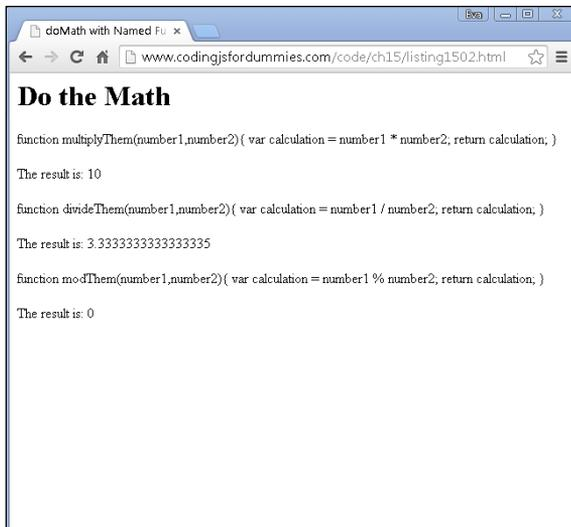 Eva
doMath with Named Fu
www.codingjsfordummies.com/code/ch15/listing1502.html
Do the Math
function multiplyThem(number1,number2){ var calculation = number1 * number2; return calculation; }
The result is: 10
function divideThem(number1,number2){ var calculation = number1 / number2; return calculation; }
The result is: 3.3333333333333335
function modThem(number1,number2){ var calculation = number1 % number2; return calculation; }
The result is: 0